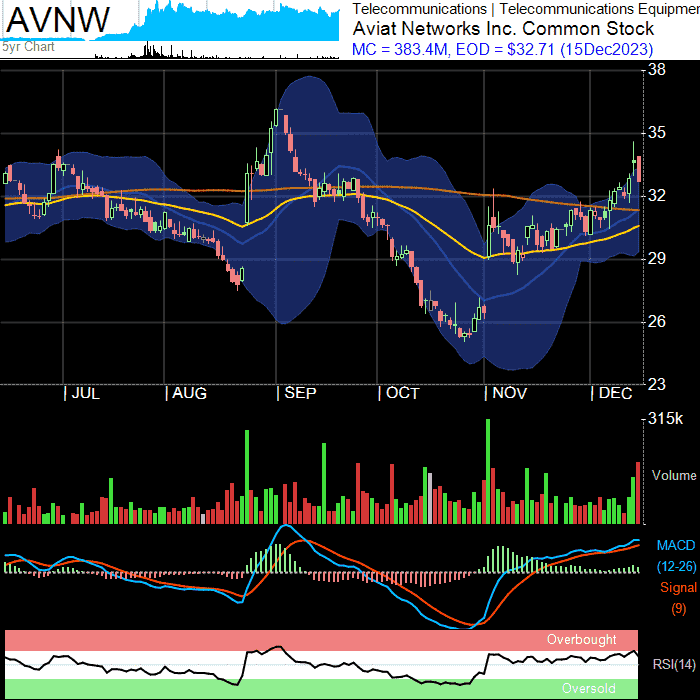 AVNW
5yr Chart
Telecommunications | Telecommunications Equipmen
Aviat Networks Inc. Common Stock
MC = 383.4M, EOD = $32.71 (15Dec2023)
38
35
32
29
26
23
| JUL | AUG | SEP | OCT | NOV | DEC
315k
Volume
MACD
(12-26)
Signal
(9)
Overbought
RSI(14)
Oversold